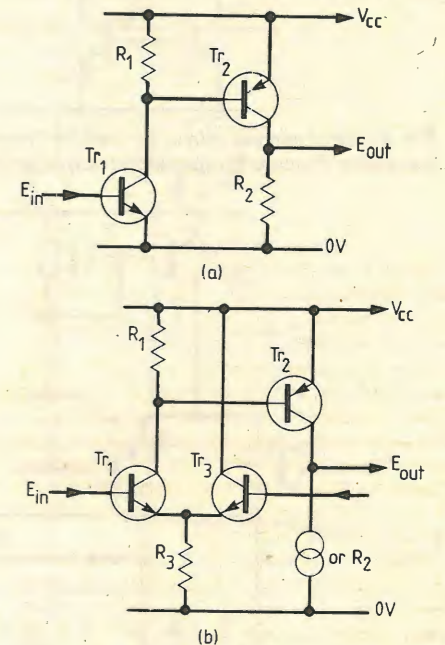 Vcc
R1
Tr2
Eout
Tr1
Ein
R2
0V
(a)
Vcc
R1
Tr2
Tr1
Tr3
Eout
Ein
R3
or R2
0V
(b)